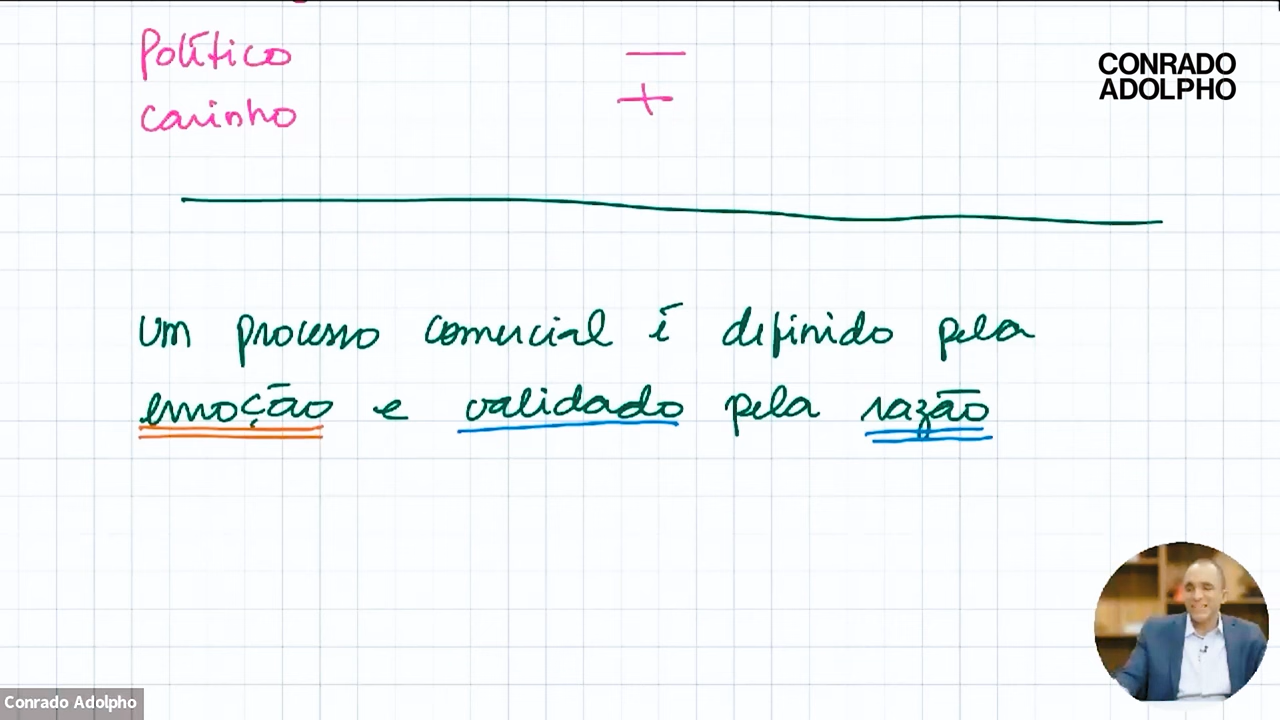 Político —
carinho +
CONRADO
ADOLPHO
um processo comercial é definido pela
emoção e validado pela razão
Conrado Adolpho